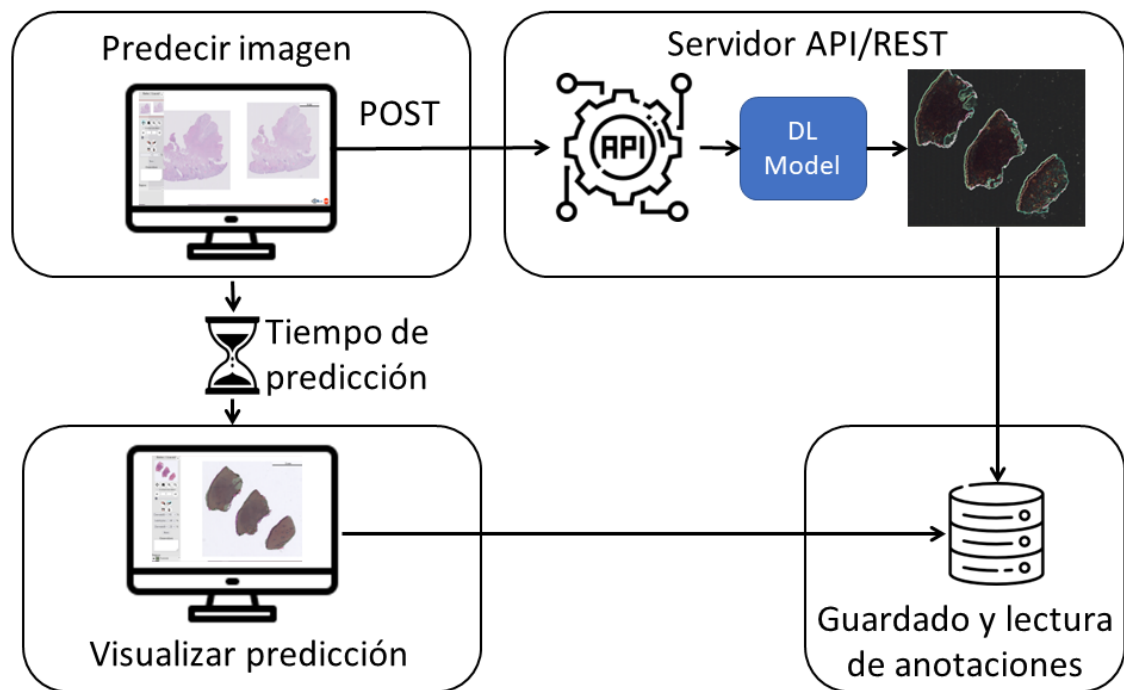 Predecir imagen
POST
Servidor API/REST
API
DL
Model
Tiempo de
predicción
Visualizar predicción
Guardado y lectura
de anotaciones